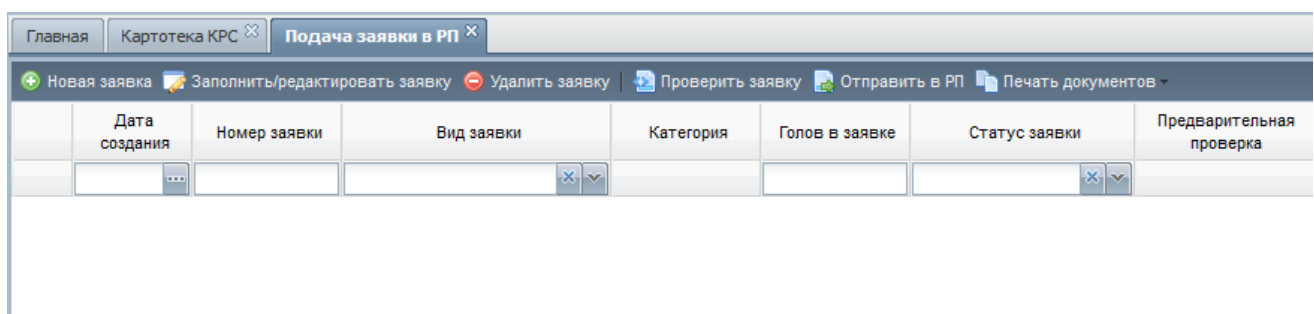 Главная Картотека КРС Подача заявки в РП
Новая заявка Заполнить/редактировать заявку Удалить заявку Проверить заявку Отправить в РП Печать документов
Дата создания Номер заявки Вид заявки Категория Голов в заявке Статус заявки Предварительная проверка